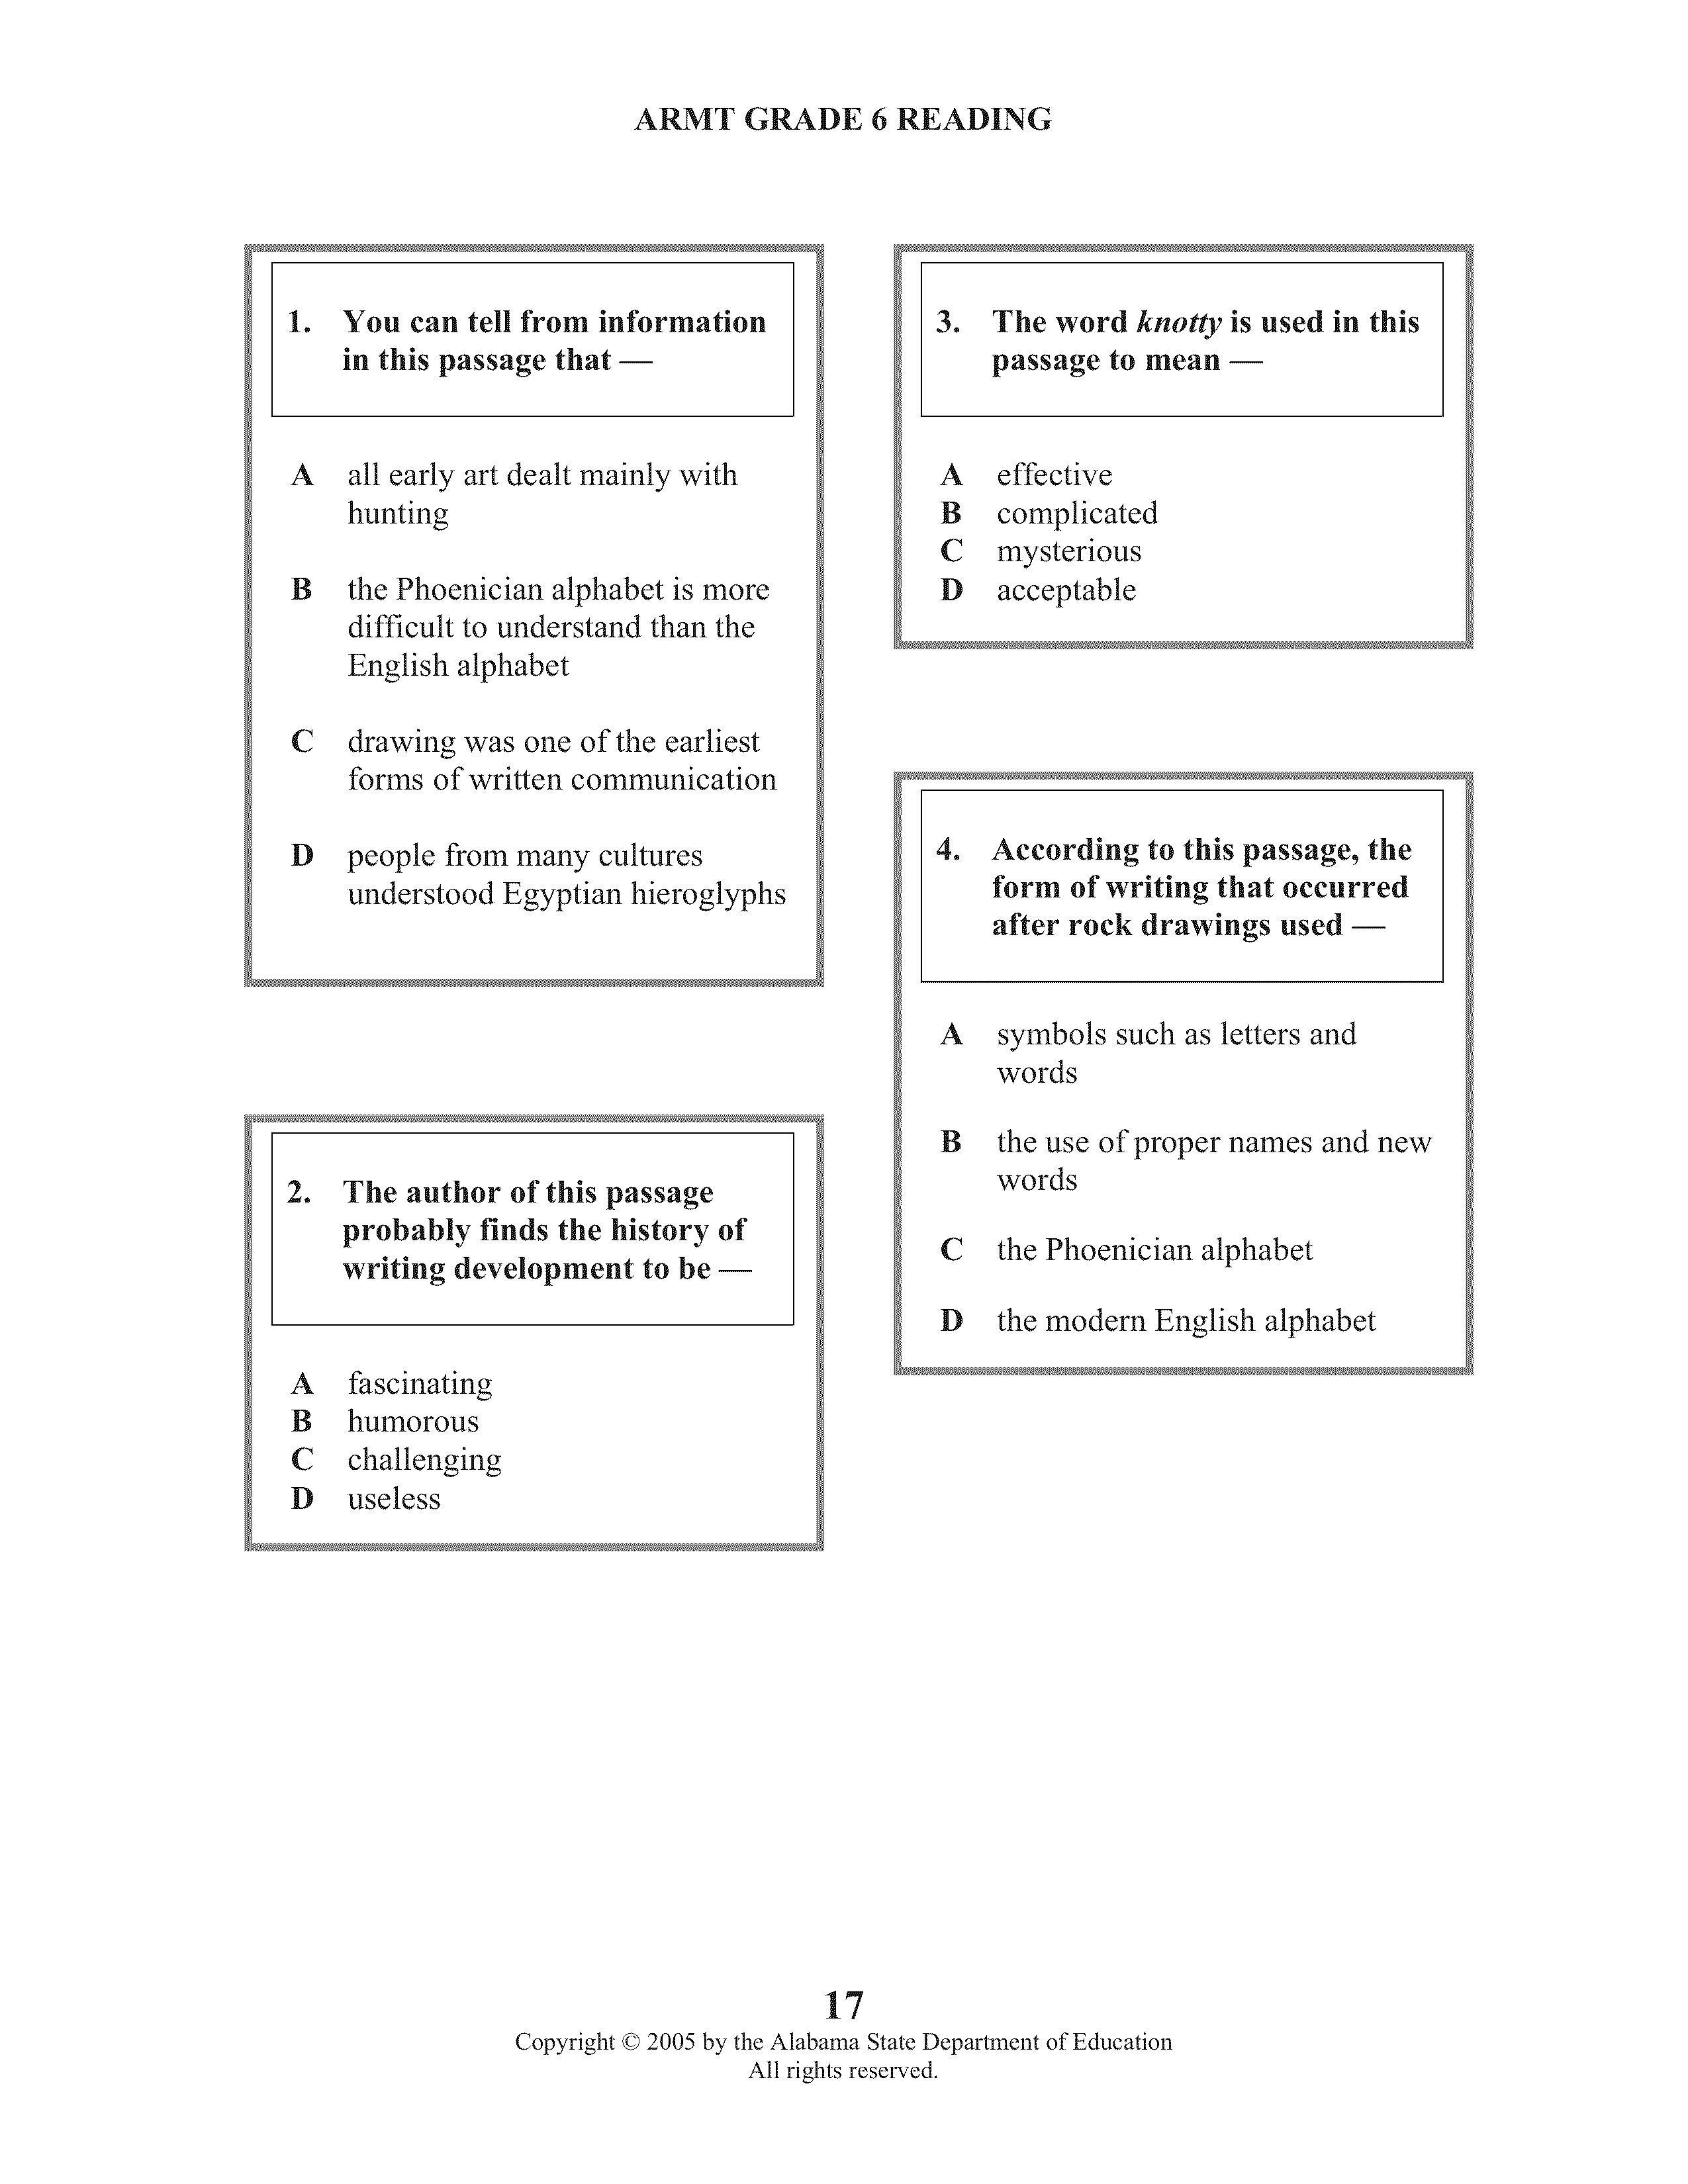 ARMT GRADE 6 READING
1. You can tell from information
in this passage that —
A all early art dealt mainly with
hunting
B the Phoenician alphabet is more
difficult to understand than the
English alphabet
C drawing was one of the earliest
forms of written communication
D people from many cultures
understood Egyptian hieroglyphs
2. The author of this passage
probably finds the history of
writing development to be —
A fascinating
B humorous
C challenging
D useless
3. The word knotty is used in this
passage to mean —
A effective
B complicated
C mysterious
D acceptable
4. According to this passage, the
form of writing that occurred
after rock drawings used —
A symbols such as letters and
words
B the use of proper names and new
words
C the Phoenician alphabet
D the modern English alphabet
17
Copyright © 2005 by the Alabama State Department of Education
All rights reserved.